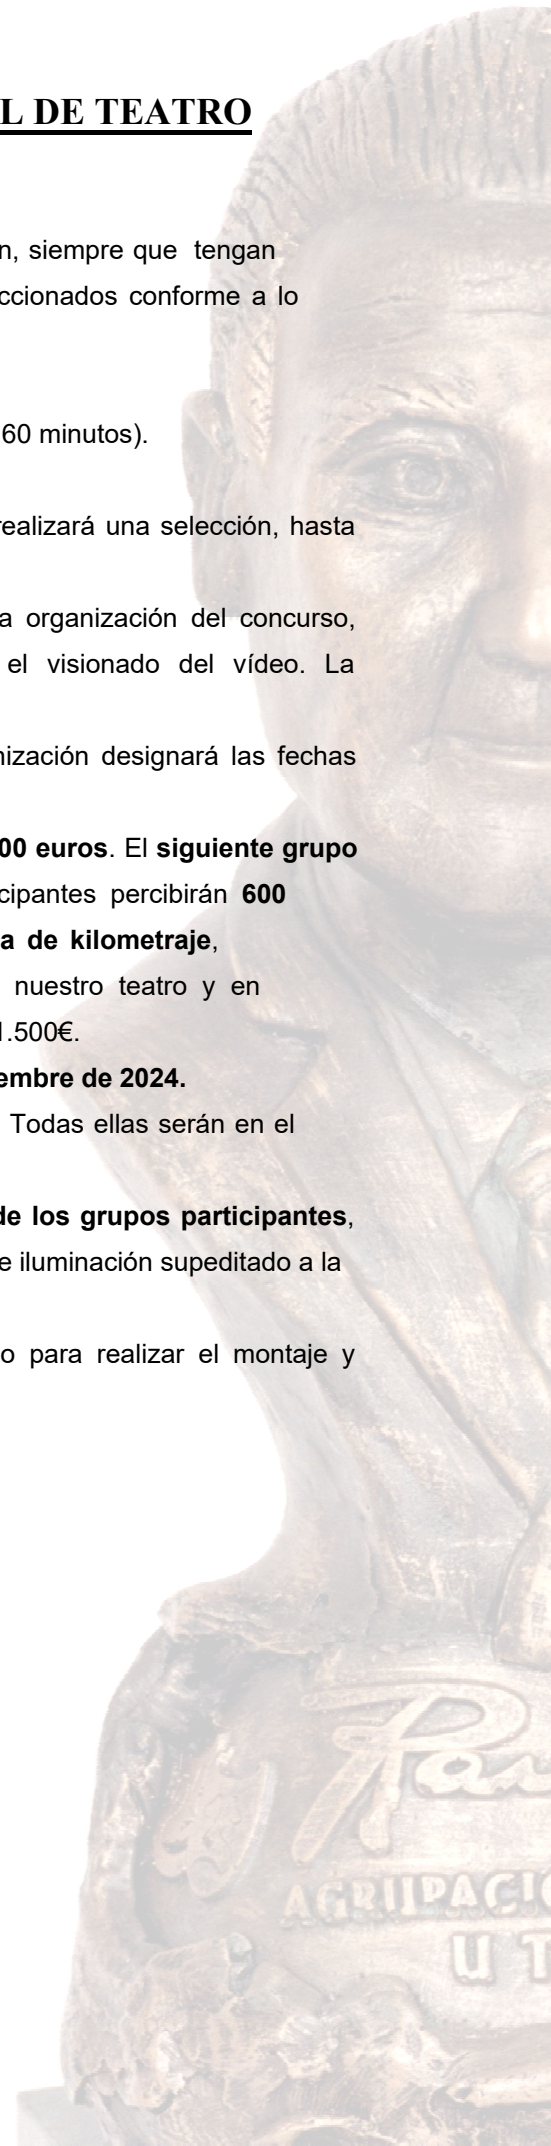 L DE TEATRO
n, siempre que tengan
ccionados conforme a lo
60 minutos).
realizará una selección, hasta
a organización del concurso,
el visionado del vídeo. La
nización designará las fechas
00 euros. El siguiente grupo
cipantes percibirán 600
a de kilometraje,
nuestro teatro y en
1.500€.
embre de 2024.
Todas ellas serán en el
de los grupos participantes,
e iluminación supeditado a la
o para realizar el montaje y
AGRUPACIÓ
U T